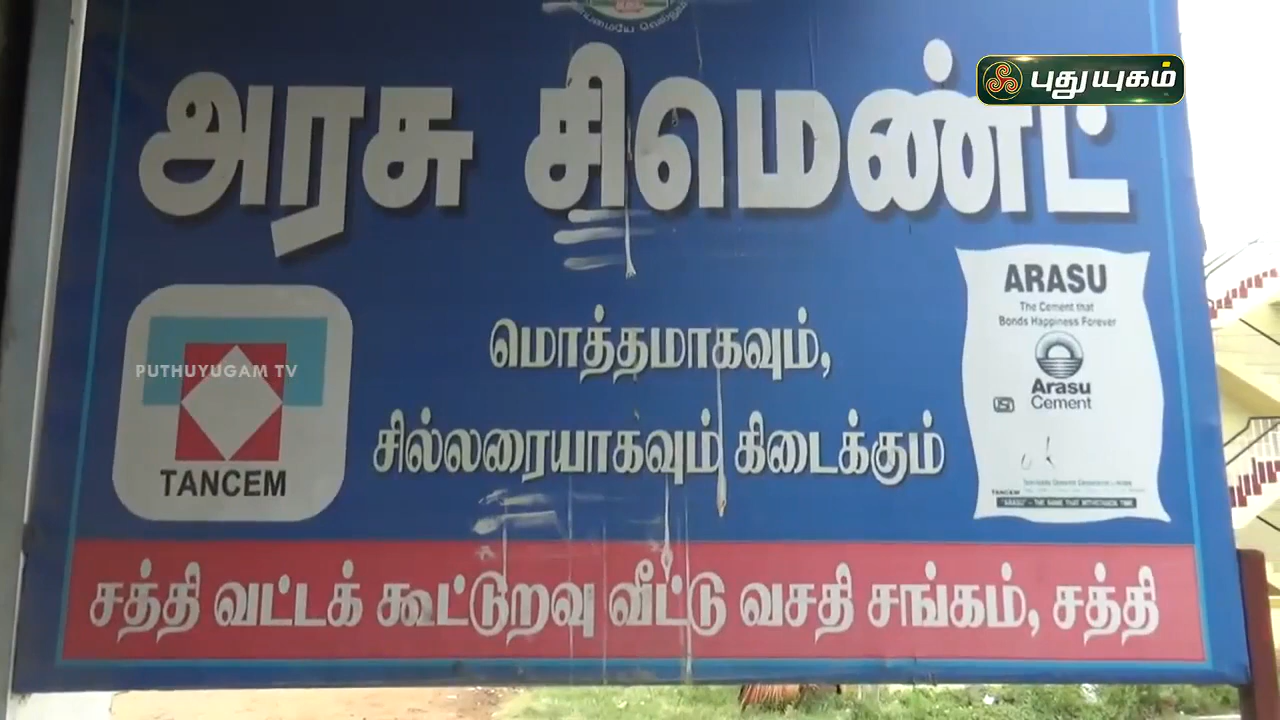 வாய்மையே வெல்லும்
புதுயுகம்
அரசு சிமெண்ட்
ARASU
The Cement that
Bonds Happiness Forever
Arasu
Cement
மொத்தமாகவும்,
சில்லரையாகவும் கிடைக்கும்
PUTHUYUGAM TV
TANCEM
TANCEM
சத்தி வட்டக் கூட்டுறவு வீட்டு வசதி சங்கம், சத்தி